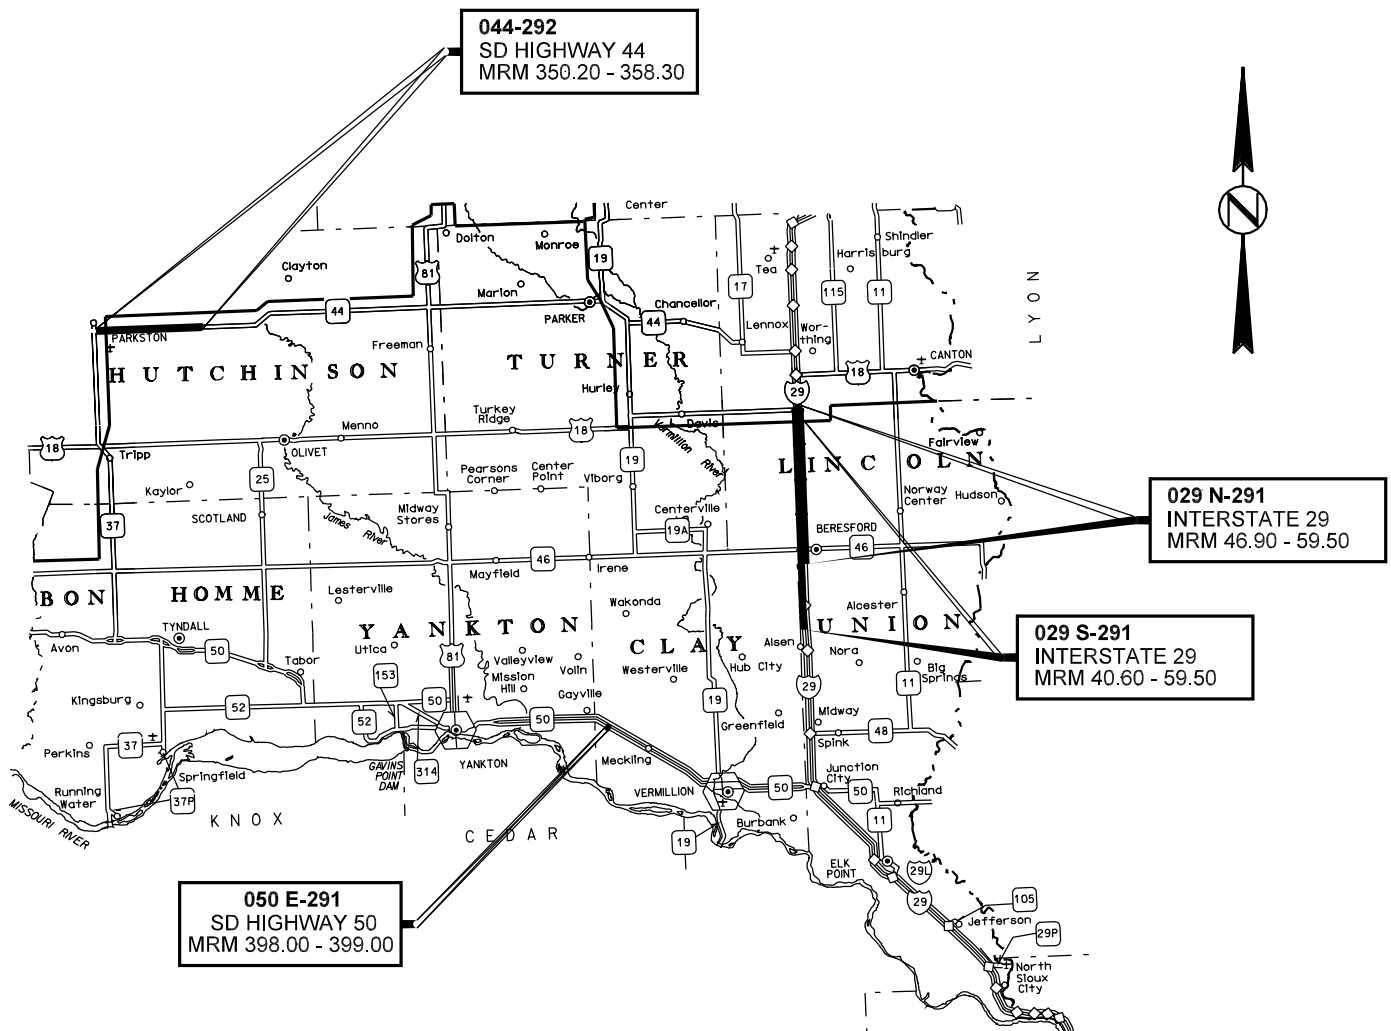 044-292
SD HIGHWAY 44
MRM 350.20 - 358.30
N
Center
Dolton
Monroe
Shindler
Harrisburg
Clayton
81
19
Tea
LYON
Marion
17
115
11
44
PARKER
Chancellor
44
PARKSTON
Lennox
Wor-
thing
Freeman
CANTON
18
HUTCHINSON
TURNER
Hurley
29
Turkey
Ridge
Menno
18
Davis
Vermillion
River
18
Tripp
OLIVET
Fairview
LINCOLN
19
25
Pearsons
Corner
Center
Point
Viborg
Kaylor
Norway
Center
Hudson
029 N-291
INTERSTATE 29
MRM 46.90 - 59.50
SCOTLAND
Midway
Stores
Centerville
37
James
River
19A
BERESFORD
46
46
Mayfield
Irene
BON HOMME
Lesterville
Wakonda
Alcester
YANKTON
UNION
029 S-291
INTERSTATE 29
MRM 40.60 - 59.50
TYNDALL
Avon
50
Utica
81
Valleyview
Volin
CLAY
Alsen
Hub City
Nora
Big
Springs
Tabor
153
Mission
Hill
Westerville
29
11
Kingsburg
52
50
Gayville
19
52
50
Greenfield
Midway
Spink
48
37
Perkins
Springfield
GAVINS
POINT
DAM
314
YANKTON
Meckling
Junction
City
Running
Water
37P
VERMILLION
50
50
Richland
MISSOURI RIVER
KNOX
CEDAR
Burbank
11
19
ELK
POINT
29L
050 E-291
SD HIGHWAY 50
MRM 398.00 - 399.00
29
105
Jefferson
29P
North
Sioux
City